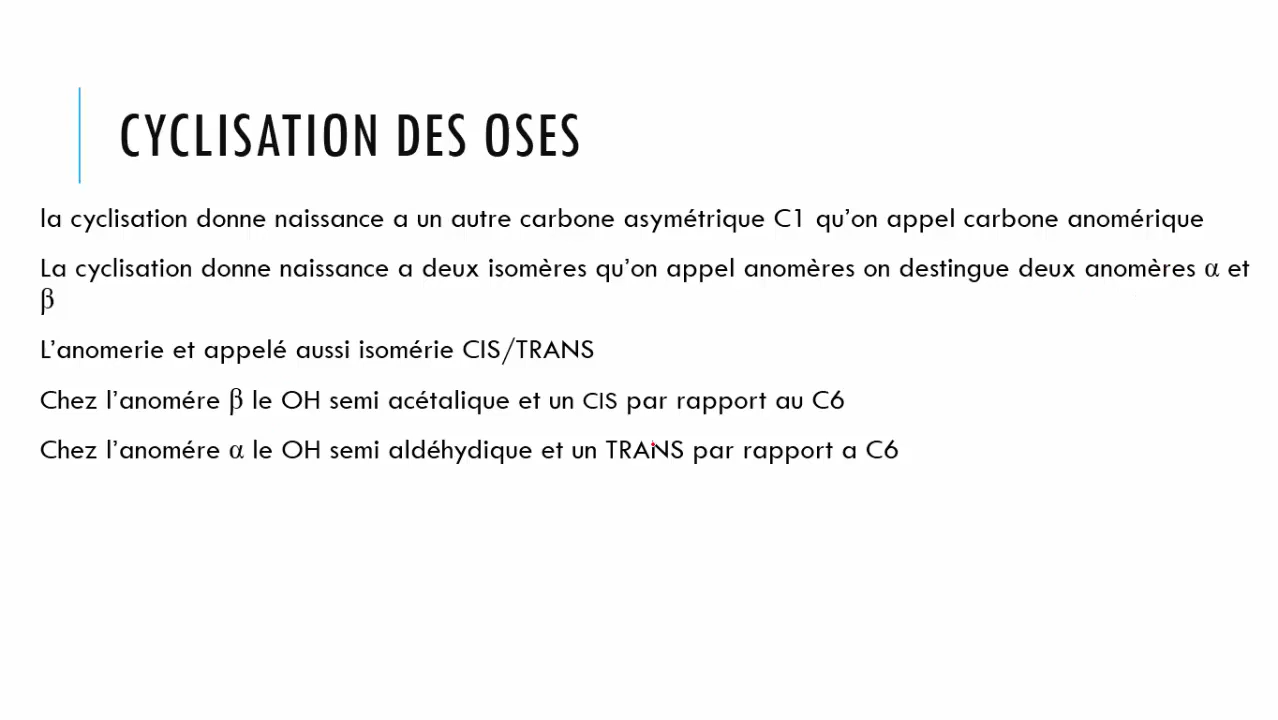 CYCLISATION DES OSES
la cyclisation donne naissance a un autre carbone asymétrique C1 qu’on appel carbone anomérique
La cyclisation donne naissance a deux isomères qu’on appel anomères on destingue deux anomères α et
β
L’anomerie et appelé aussi isomérie CIS/TRANS
Chez l’anomére β le OH semi acétalique et un CIS par rapport au C6
Chez l’anomére α le OH semi aldéhydique et un TRANS par rapport a C6